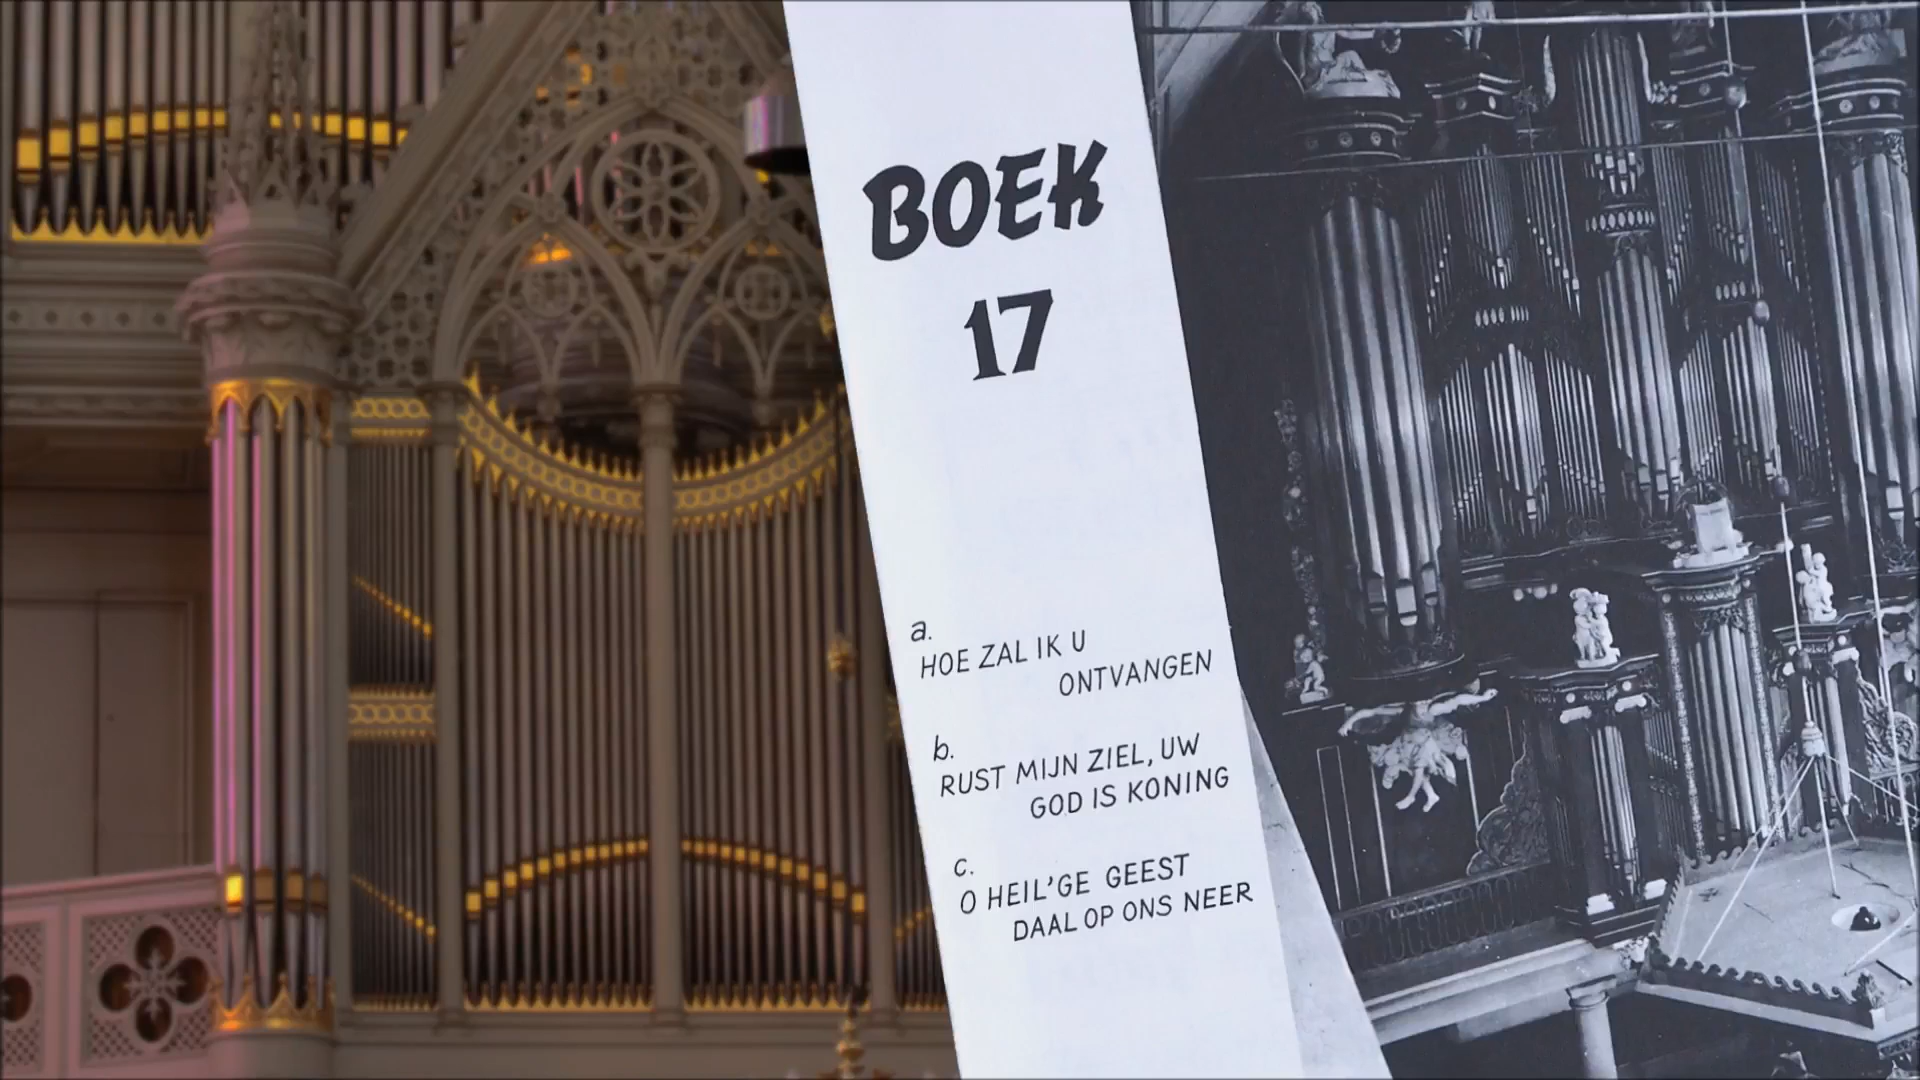 BOEK
17
a.
HOE ZAL IK U
ONTVANGEN
b.
RUST MIJN ZIEL, UW
GOD IS KONING
c.
O HEIL'GE GEEST
DAAL OP ONS NEER